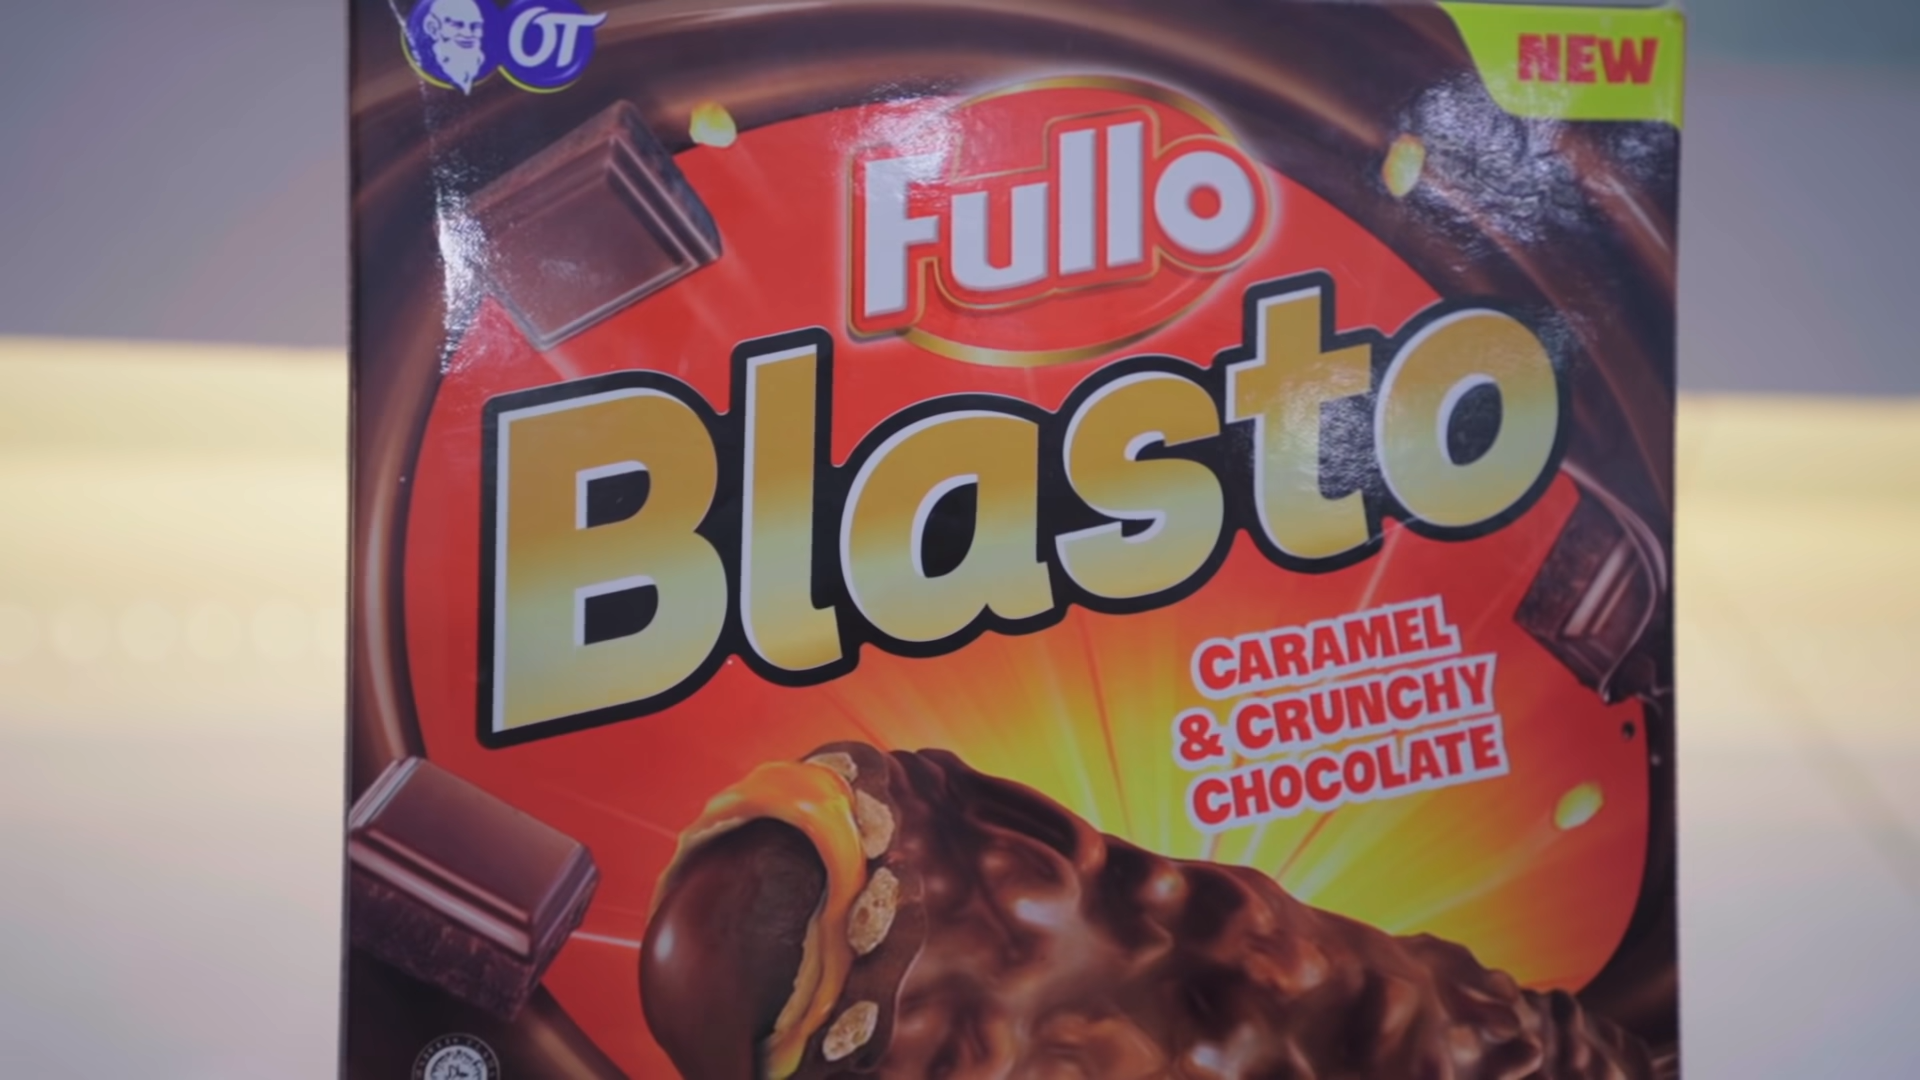 OT
NEW
Fullo
Blasto
CARAMEL
& CRUNCHY
CHOCOLATE